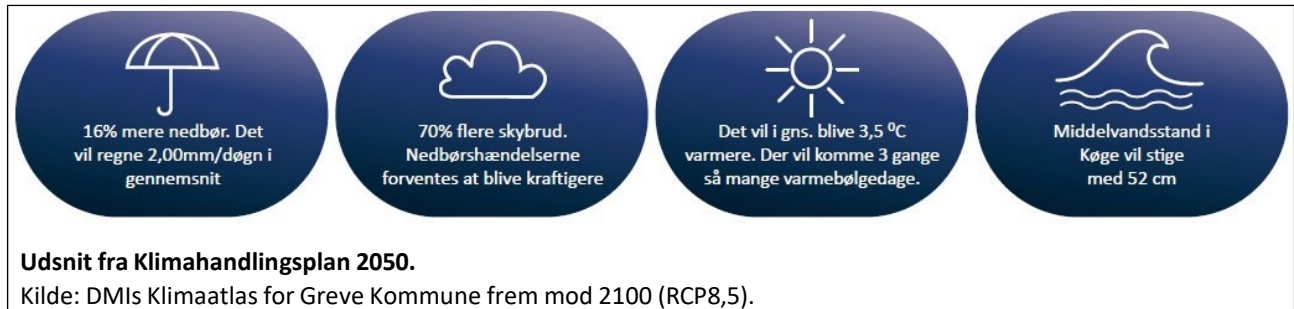 16% mere nedbør. Det
vil regne 2,00mm/døgn i
gennemsnit
70% flere skybrud.
Nedbørshændelserne
forventes at blive kraftigere
Det vil i gns. blive 3,5 ⁰C
varmere. Der vil komme 3 gange
så mange varmebølgedage.
Middelvandsstand i
Køge vil stige
med 52 cm
Udsnit fra Klimahandlingsplan 2050.
Kilde: DMIs Klimaatlas for Greve Kommune frem mod 2100 (RCP8,5).